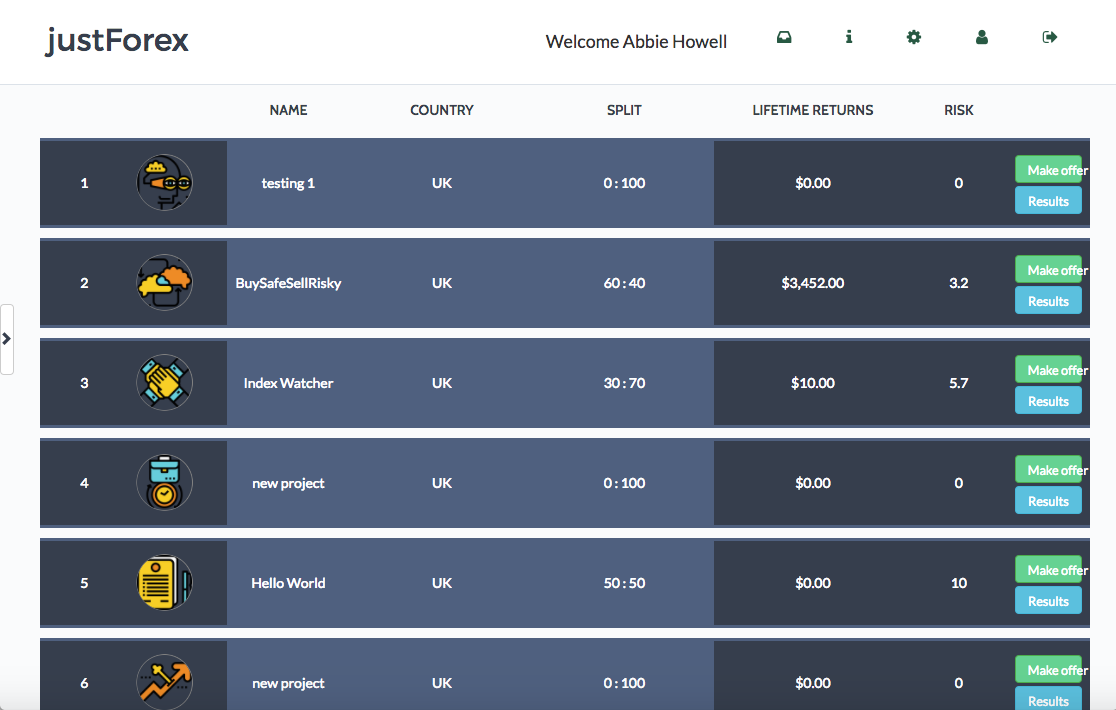 justForex
Welcome Abbie Howell
NAME COUNTRY SPLIT LIFETIME RETURNS RISK
1 testing 1 UK 0 : 100 $0.00 0 Make offer
Results
2 BuySafeSellRisky UK 60 : 40 $3,452.00 3.2 Make offer
Results
3 Index Watcher UK 30 : 70 $10.00 5.7 Make offer
Results
4 new project UK 0 : 100 $0.00 0 Make offer
Results
5 Hello World UK 50 : 50 $0.00 10 Make offer
Results
6 new project UK 0 : 100 $0.00 0 Make offer
Results